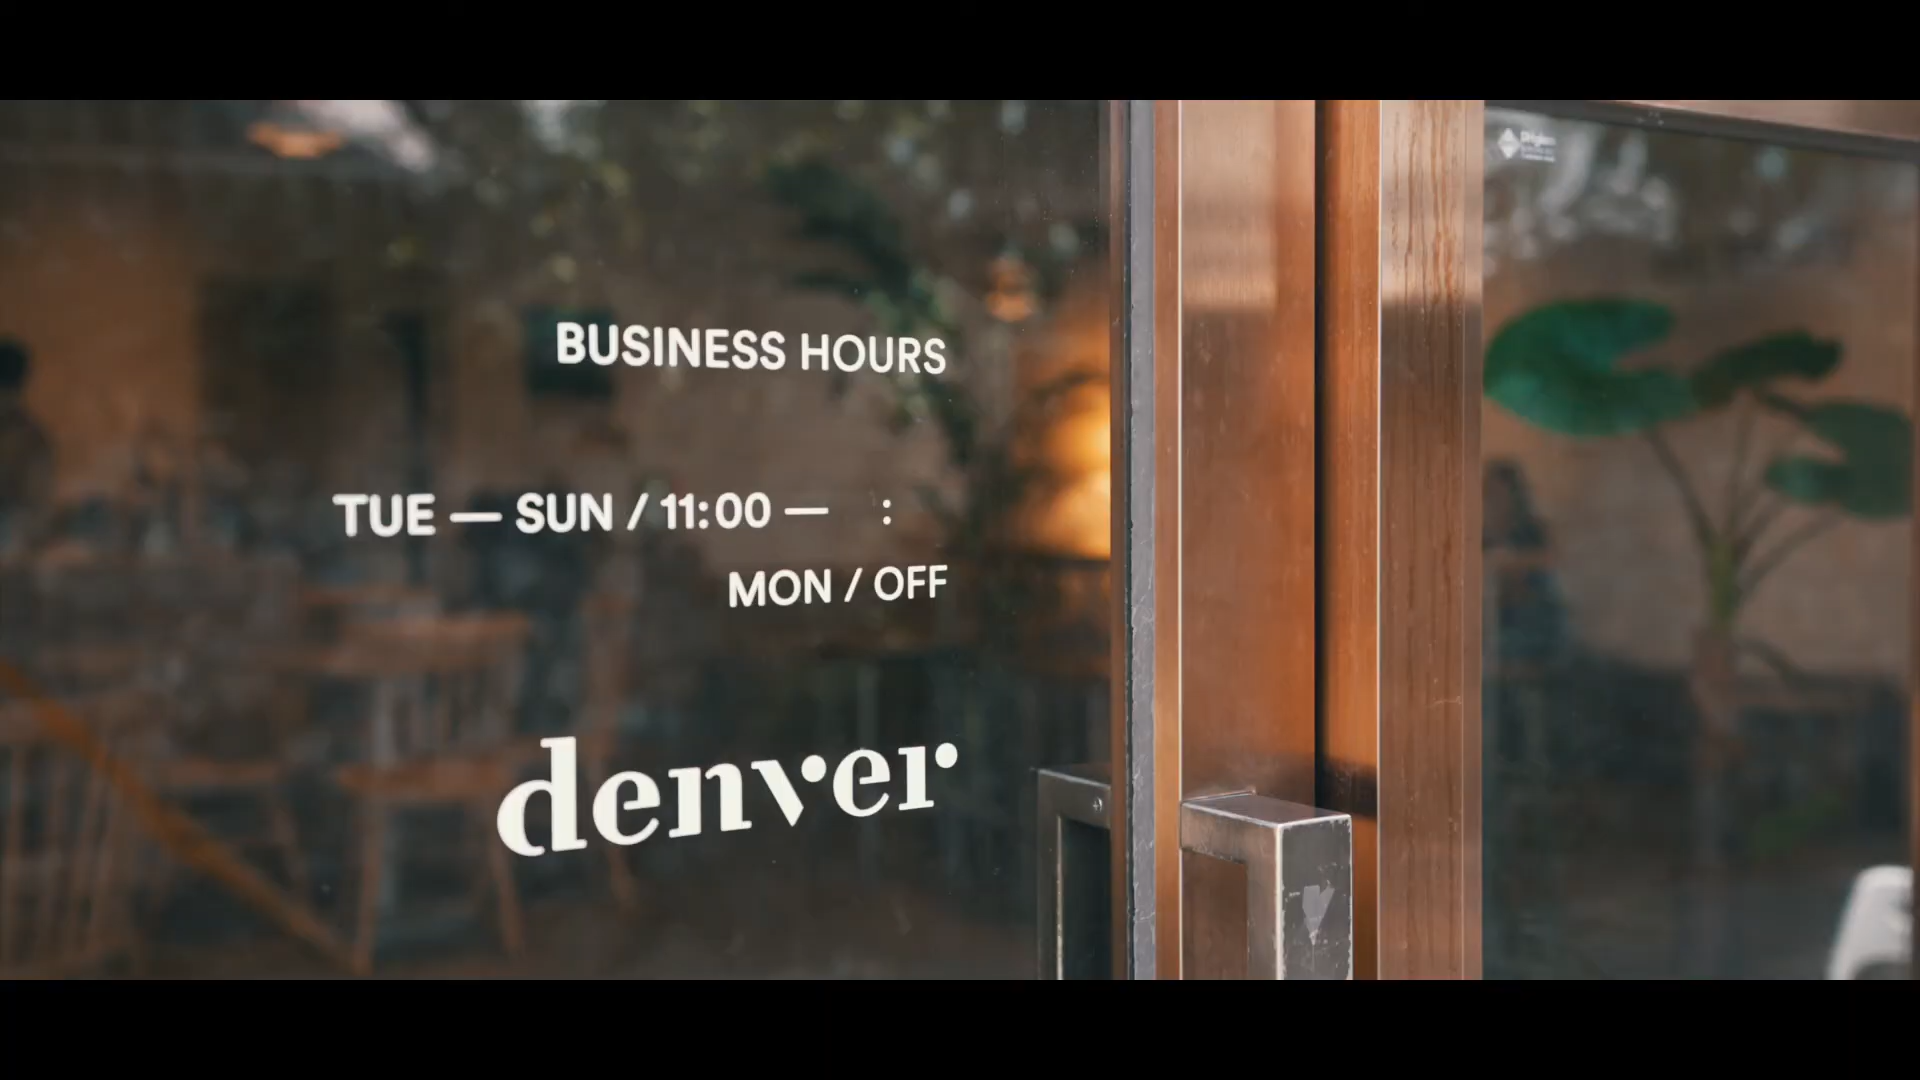 BUSINESS HOURS
TUE — SUN / 11:00 — :
MON / OFF
denver